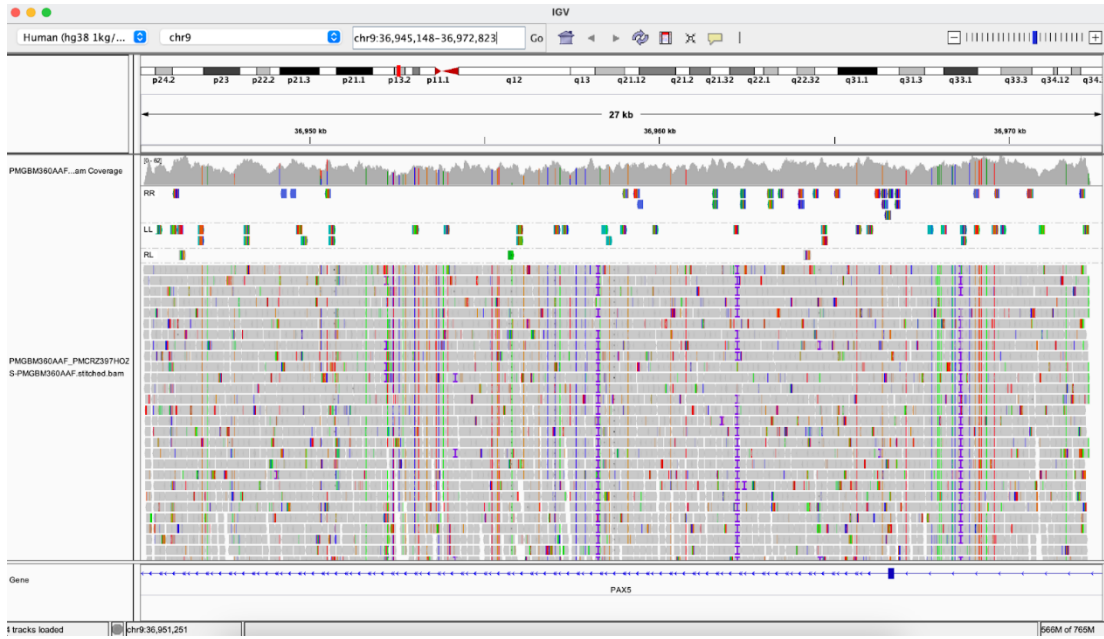 IGV
Human (hg38 1kg/... chr9 chr9:36,945,148-36,972,823 Go
p24.2 p23 p22.2 p21.3 p21.1 p13.2 p11.1 q12 q13 q21.12 q21.2 q21.32 q22.1 q22.32 q31.1 q31.3 q33.1 q33.3 q34.12 q34.
27 kb
36,950 kb 36,960 kb 36,970 kb
PMGBM360AAF...am Coverage
[0 - 62]
RR
LL
RL
PMGBM360AAF_PMCRZ397HO2
S-PMGBM360AAF.stitched.bam
Gene
PAX5
4 tracks loaded chr9:36,951,251 566M of 765M